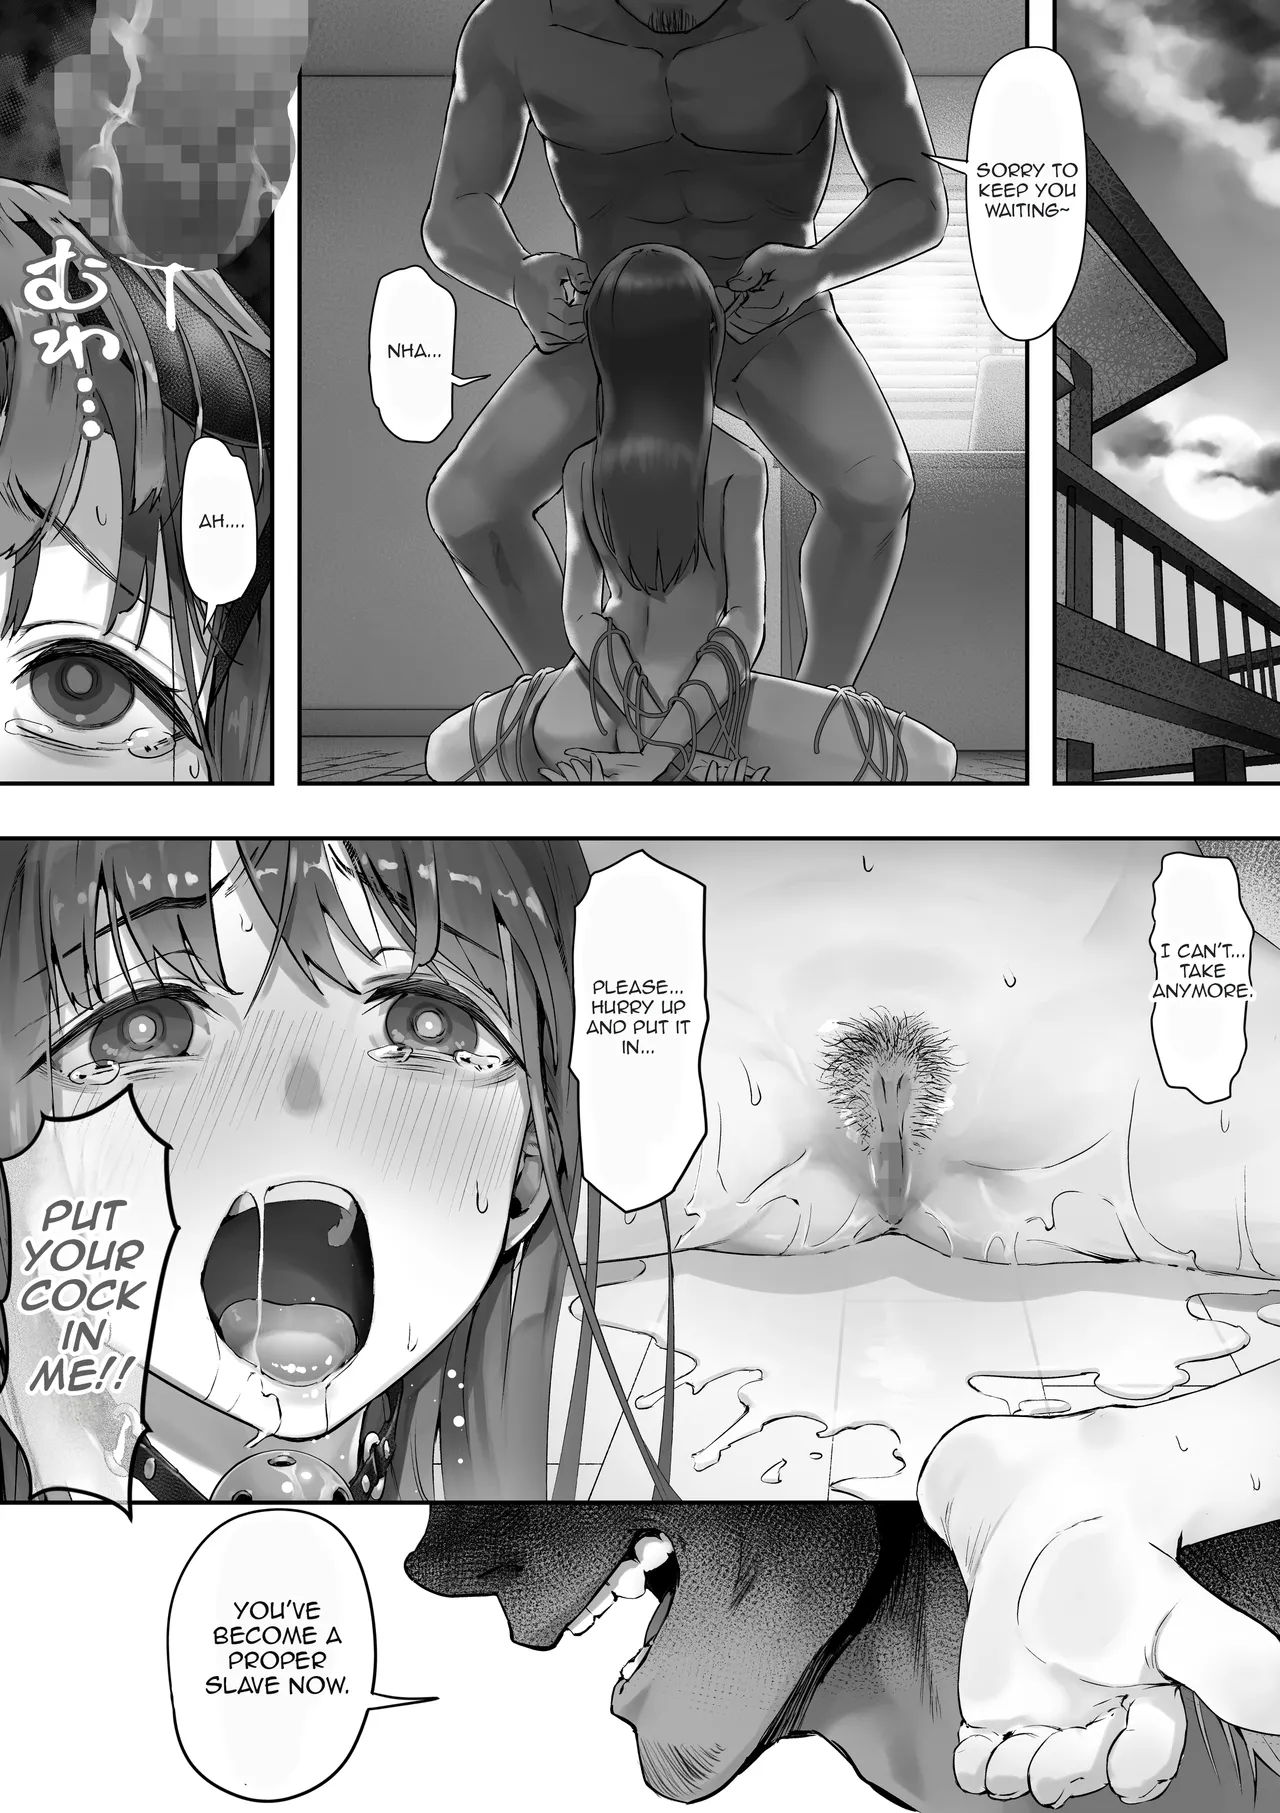 SORRY TO
KEEP YOU
WAITING~
NHA...
むわ…
AH....
I CAN'T...
TAKE
ANYMORE.
PLEASE...
HURRY UP
AND PUT IT
IN...
PUT
YOUR
COCK
IN
ME!!
YOU'VE
BECOME A
PROPER
SLAVE NOW.